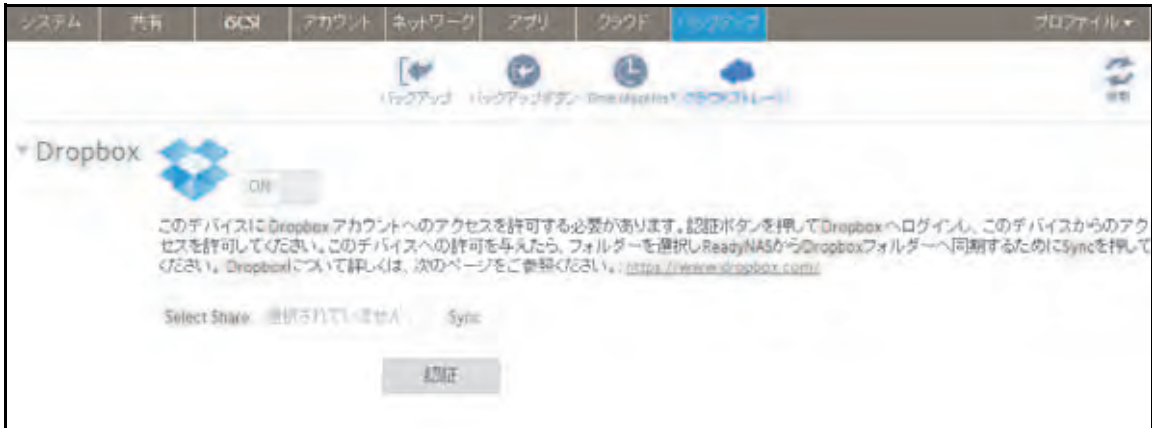 システム 共有 iSCSI アカウント ネットワーク アプリ クラウド バックアップ プロファイル▼
バックアップ バックアップボタン Time Machine クラウドストレージ 更新
▼ Dropbox
ON
このデバイスにDropboxアカウントへのアクセスを許可する必要があります。認証ボタンを押してDropboxへログインし、このデバイスからのアク
セスを許可してください。このデバイスへの許可を与えたら、フォルダーを選択しReadyNASからDropboxフォルダーへ同期するためにSyncを押して
ください。Dropboxについて詳しくは、次のページをご参照ください。: https://www.dropbox.com/
Select Share: 選択されていません Sync
認証